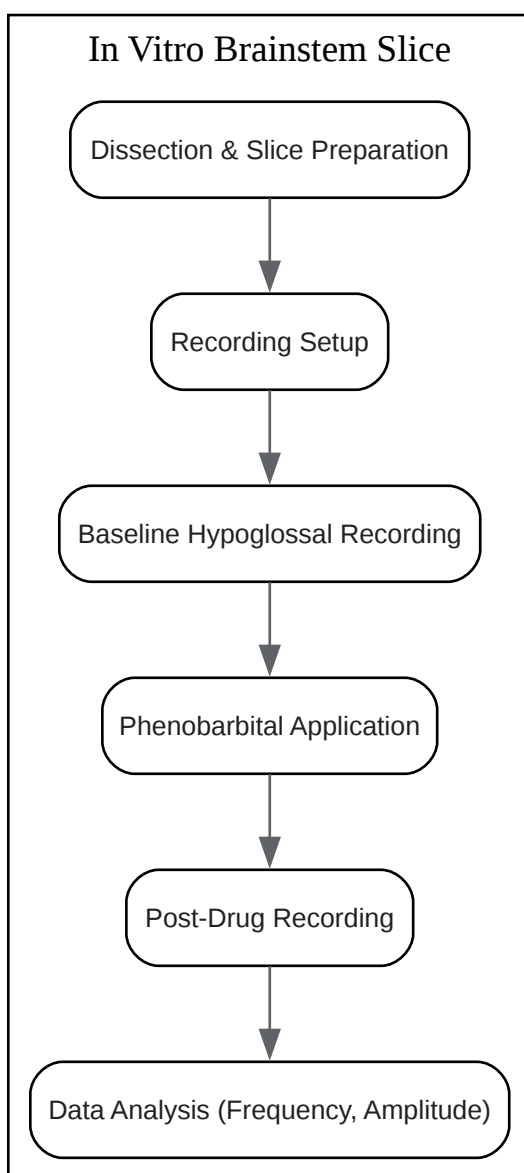 In Vitro Brainstem Slice
Dissection & Slice Preparation
Recording Setup
Baseline Hypoglossal Recording
Phenobarbital Application
Post-Drug Recording
Data Analysis (Frequency, Amplitude)